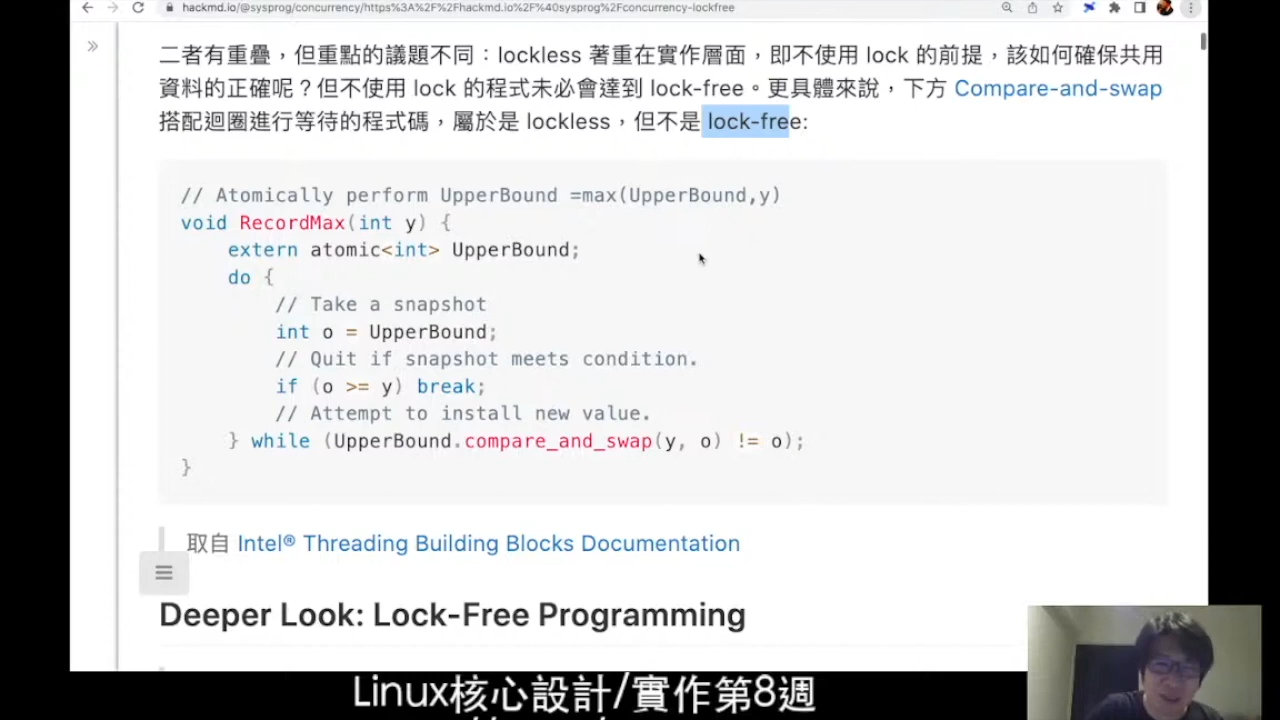 hackmd.io/@sysprog/concurrency/https%3A%2F%2Fhackmd.io%2F%40sysprog%2Fconcurrency-lockfree
二者有重疊，但重點的議題不同：lockless 著重在實作層面，即不使用 lock 的前提，該如何確保共用
資料的正確呢？但不使用 lock 的程式未必會達到 lock-free。更具體來說，下方 Compare-and-swap
搭配迴圈進行等待的程式碼，屬於是 lockless，但不是 lock-free:
// Atomically perform UpperBound =max(UpperBound,y)
void RecordMax(int y) {
extern atomic<int> UpperBound;
do {
// Take a snapshot
int o = UpperBound;
// Quit if snapshot meets condition.
if (o >= y) break;
// Attempt to install new value.
} while (UpperBound.compare_and_swap(y, o) != o);
}
取自 Intel® Threading Building Blocks Documentation
Deeper Look: Lock-Free Programming
Linux核心設計/實作第8週